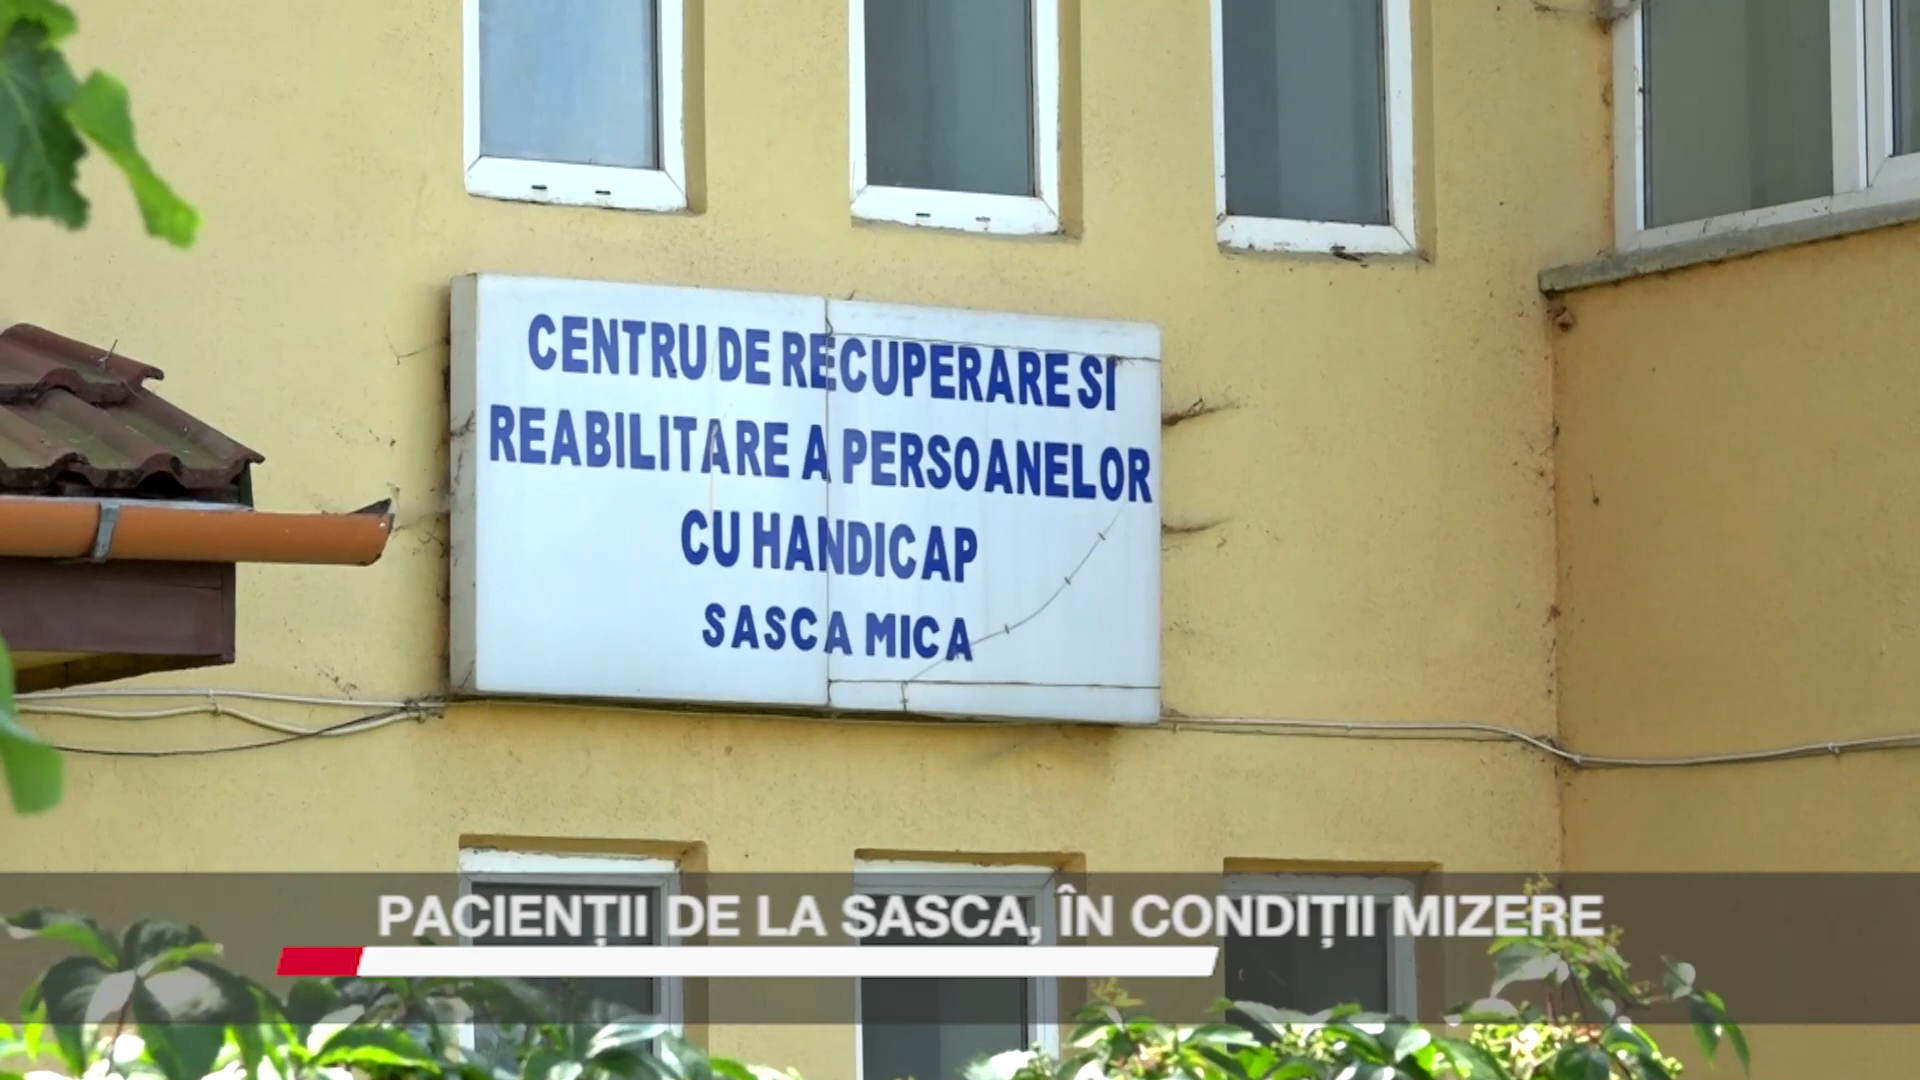 CENTRU DE RECUPERARE SI
REABILITARE A PERSOANELOR
CU HANDICAP
SASCA MICA
PACIENȚII DE LA SASCA, ÎN CONDIȚII MIZERE